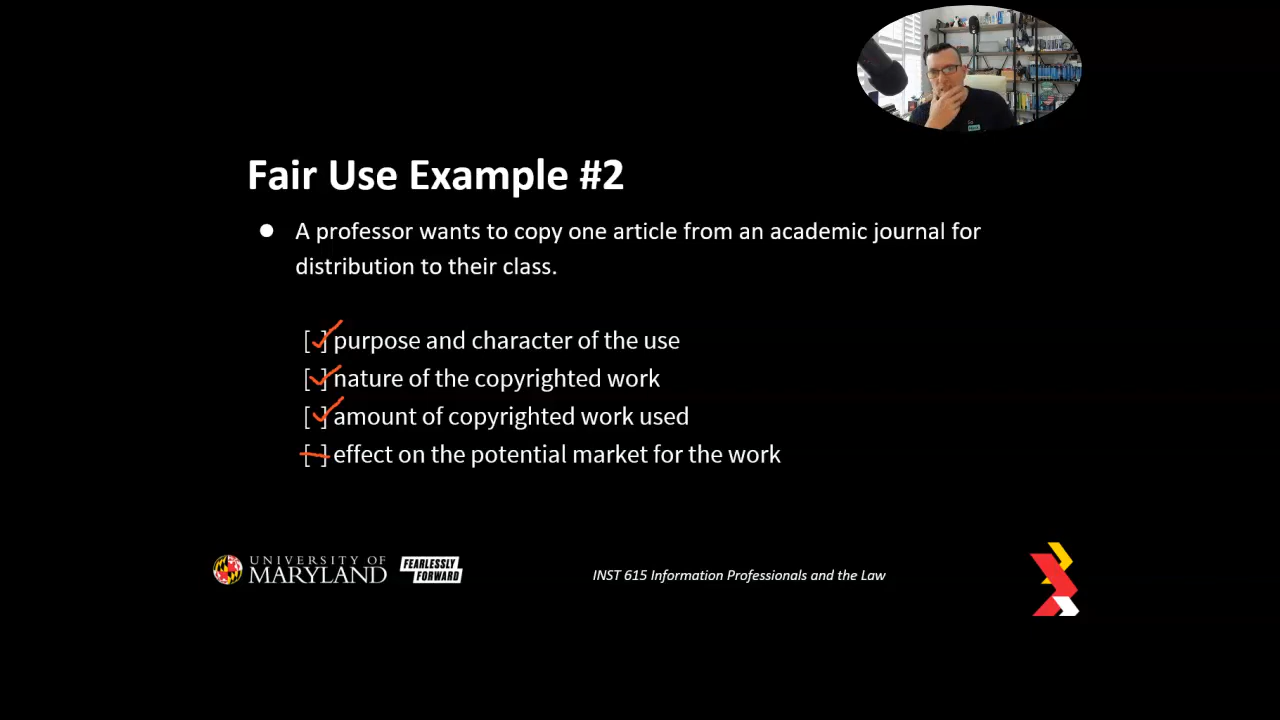 Fair Use Example #2
● A professor wants to copy one article from an academic journal for
distribution to their class.
[ ] purpose and character of the use
[ ] nature of the copyrighted work
[ ] amount of copyrighted work used
[ ] effect on the potential market for the work
UNIVERSITY OF
MARYLAND
FEARLESSLY
FORWARD
INST 615 Information Professionals and the Law